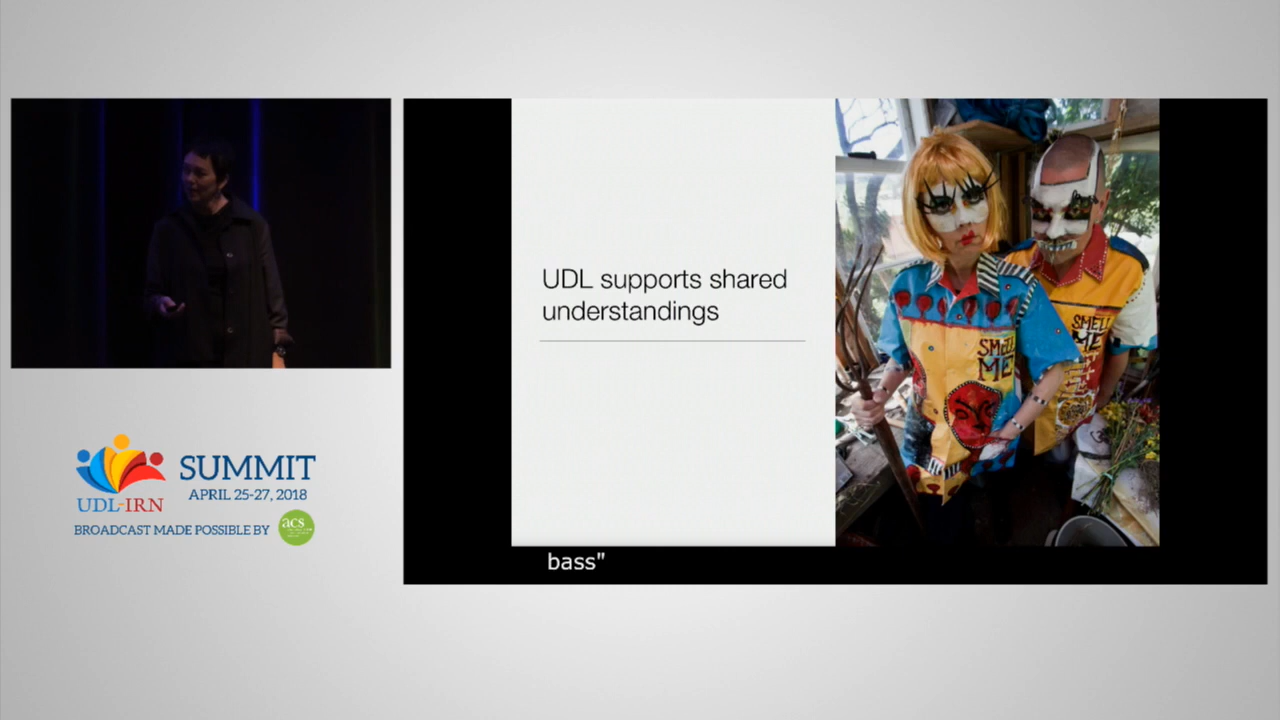 UDL supports shared
understandings
SMELL
ME
SMELL
ME
bass"
UDL-IRN
SUMMIT
APRIL 25-27, 2018
BROADCAST MADE POSSIBLE BY
acs